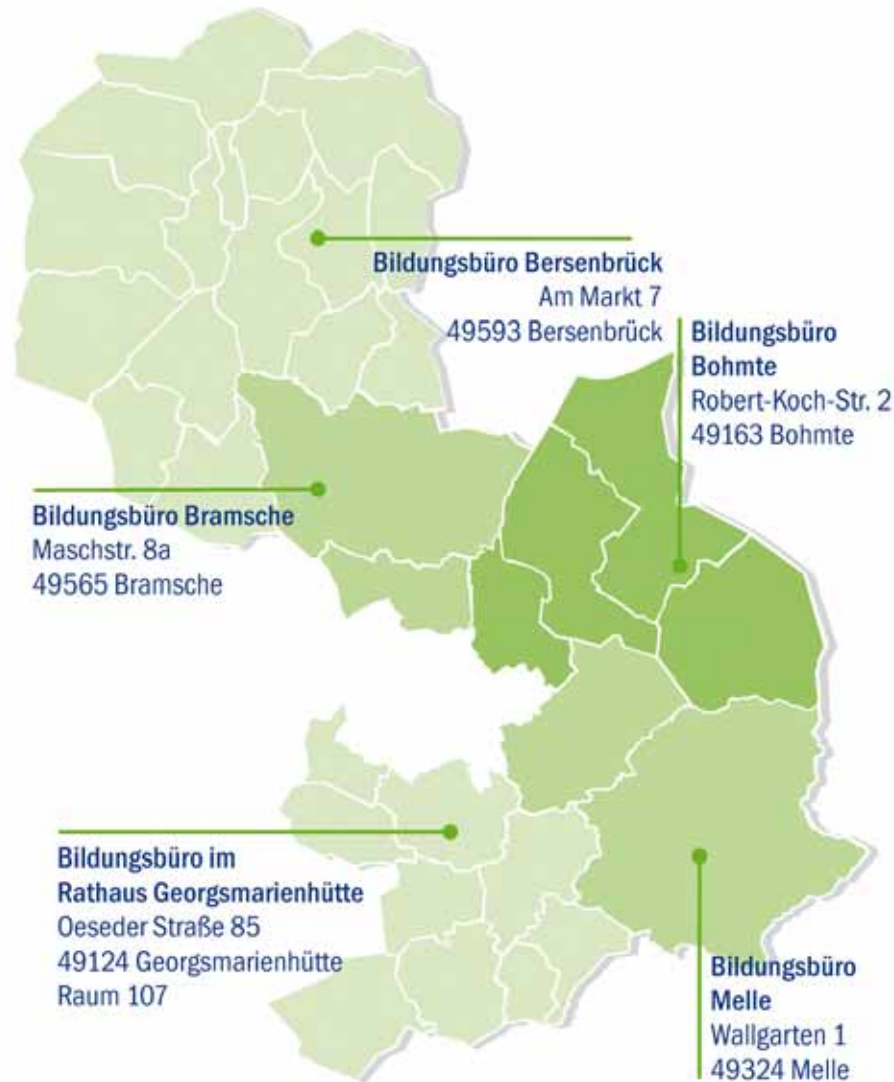 Bildungsbüro Bersenbrück
Am Markt 7
49593 Bersenbrück
Bildungsbüro
Bohmte
Robert-Koch-Str. 2
49163 Bohmte
Bildungsbüro Bramsche
Maschstr. 8a
49565 Bramsche
Bildungsbüro im
Rathaus Georgsmarienhütte
Oeseder Straße 85
49124 Georgsmarienhütte
Raum 107
Bildungsbüro
Melle
Wallgarten 1
49324 Melle